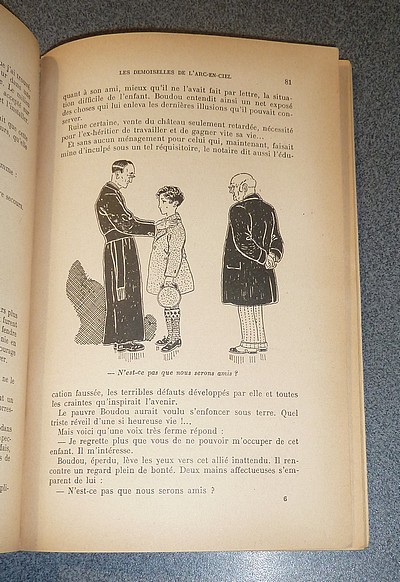 LES DEMOISELLES DE L'ARC-EN-CIEL
81
quant à son ami, mieux qu'il ne l'avait fait par lettre, la situa-
tion difficile de l'enfant. Boudou entendit ainsi un net exposé
des choses qui lui enleva les dernières illusions qu'il pouvait con-
server.
Ruine certaine, vente du château seulement retardée, nécessité
pour l'ex-héritier de travailler et de gagner vite sa vie...
Et sans aucun ménagement pour celui qui, maintenant, faisait
mine d'inculpé sous un tel réquisitoire, le notaire dit aussi l'édu-
— N'est-ce pas que nous serons amis ?
cation faussée, les terribles défauts développés par elle et toutes
les craintes qu'inspirait l'avenir.
Le pauvre Boudou aurait voulu s'enfoncer sous terre. Quel
triste réveil d'une si heureuse vie !...
Mais voici qu'une voix très ferme répond :
— Je regrette plus que vous de ne pouvoir m'occuper de cet
enfant. Il m'intéresse.
Boudou, éperdu, lève les yeux vers cet allié inattendu. Il ren-
contre un regard plein de bonté. Deux mains affectueuses s'em-
parent de lui :
— N'est-ce pas que nous serons amis ?
6